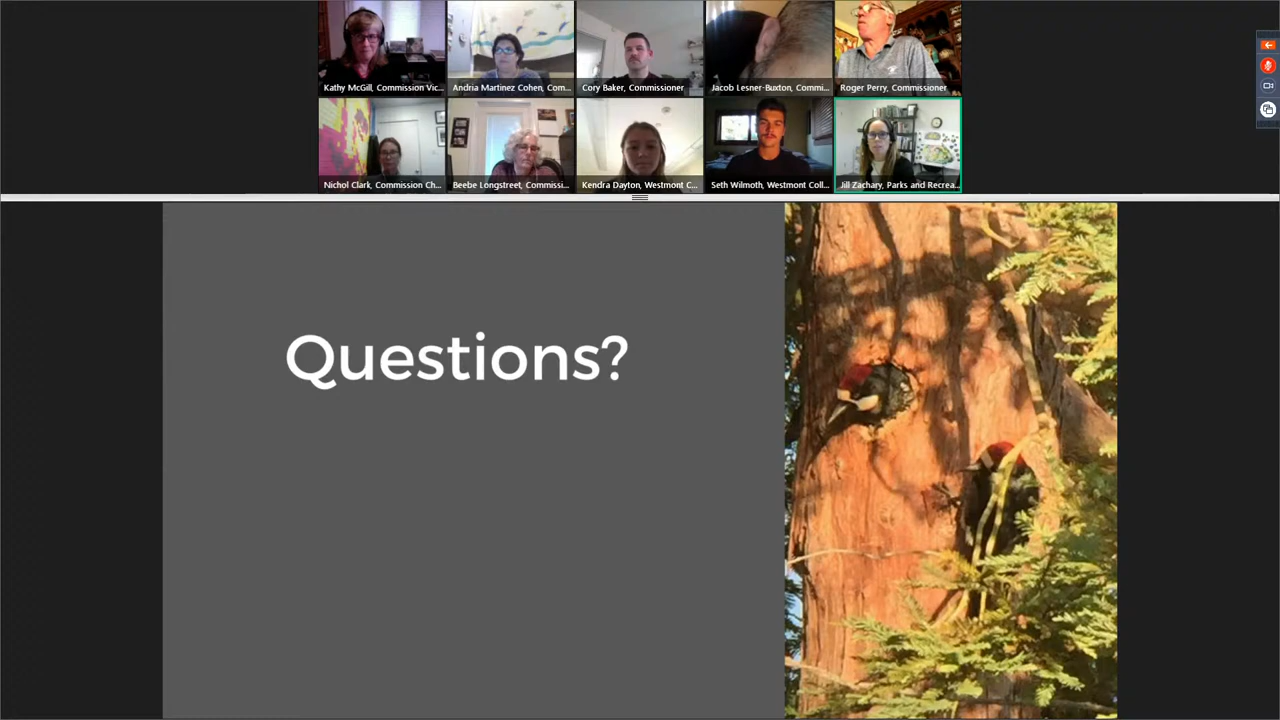 Kathy McGill, Commission Vic...
Andria Martinez Cohen, Com...
Cory Baker, Commissioner
Jacob Lesner-Buxton, Commi...
Roger Perry, Commissioner
Nichol Clark, Commission Ch...
Beebe Longstreet, Commissi...
Kendra Dayton, Westmont C...
Seth Wilmoth, Westmont Coll...
Jill Zachary, Parks and Recrea...
Questions?